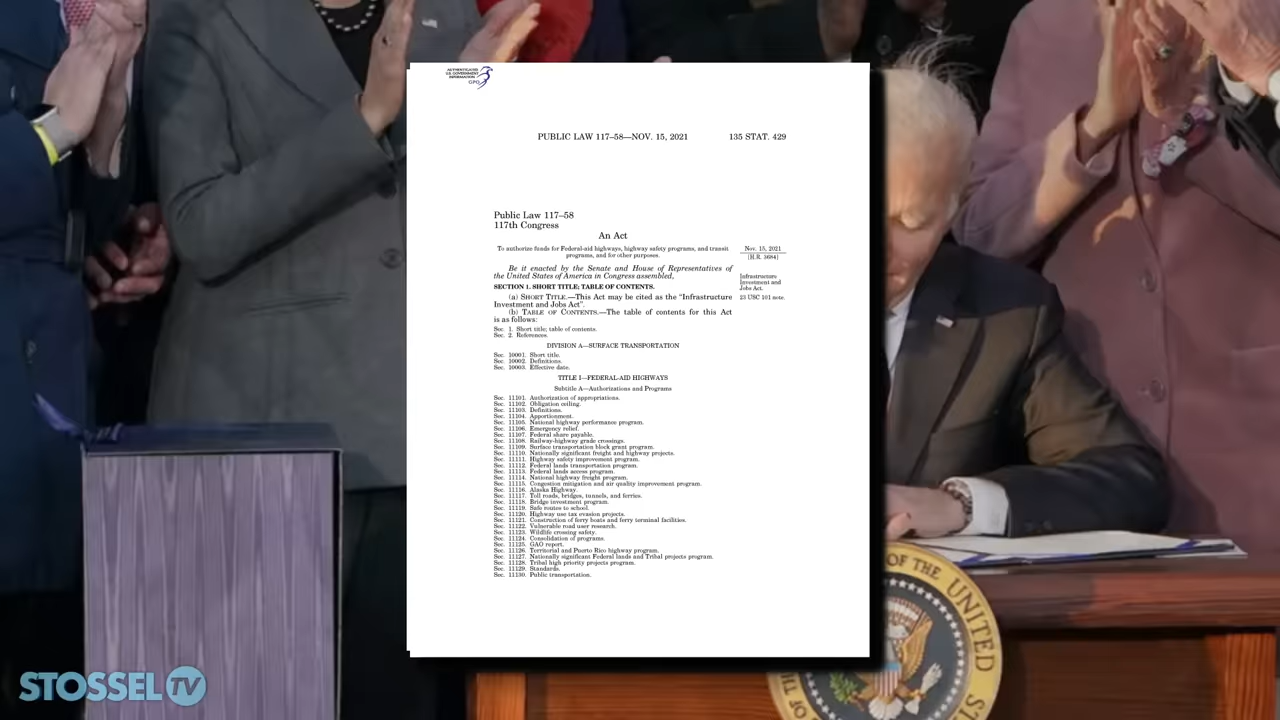 AUTHENTICATED
U.S. GOVERNMENT
INFORMATION
GPO
PUBLIC LAW 117–58—NOV. 15, 2021 135 STAT. 429
Public Law 117–58
117th Congress
An Act
To authorize funds for Federal-aid highways, highway safety programs, and transit
programs, and for other purposes.
Nov. 15, 2021
[H.R. 3684]
Be it enacted by the Senate and House of Representatives of
the United States of America in Congress assembled,
Infrastructure
Investment and
Jobs Act.
SECTION 1. SHORT TITLE; TABLE OF CONTENTS.
(a) SHORT TITLE.—This Act may be cited as the "Infrastructure
Investment and Jobs Act".
23 USC 101 note.
(b) TABLE OF CONTENTS.—The table of contents for this Act
is as follows:
Sec. 1. Short title; table of contents.
Sec. 2. References.
DIVISION A—SURFACE TRANSPORTATION
Sec. 10001. Short title.
Sec. 10002. Definitions.
Sec. 10003. Effective date.
TITLE I—FEDERAL-AID HIGHWAYS
Subtitle A—Authorizations and Programs
Sec. 11101. Authorization of appropriations.
Sec. 11102. Obligation ceiling.
Sec. 11103. Definitions.
Sec. 11104. Apportionment.
Sec. 11105. National highway performance program.
Sec. 11106. Emergency relief.
Sec. 11107. Federal share payable.
Sec. 11108. Railway-highway grade crossings.
Sec. 11109. Surface transportation block grant program.
Sec. 11110. Nationally significant freight and highway projects.
Sec. 11111. Highway safety improvement program.
Sec. 11112. Federal lands transportation program.
Sec. 11113. Federal lands access program.
Sec. 11114. National highway freight program.
Sec. 11115. Congestion mitigation and air quality improvement program.
Sec. 11116. Alaska Highway.
Sec. 11117. Toll roads, bridges, tunnels, and ferries.
Sec. 11118. Bridge investment program.
Sec. 11119. Safe routes to school.
Sec. 11120. Highway use tax evasion projects.
Sec. 11121. Construction of ferry boats and ferry terminal facilities.
Sec. 11122. Vulnerable road user research.
Sec. 11123. Wildlife crossing safety.
Sec. 11124. Consolidation of programs.
Sec. 11125. GAO report.
Sec. 11126. Territorial and Puerto Rico highway program.
Sec. 11127. Nationally significant Federal lands and Tribal projects program.
Sec. 11128. Tribal high priority projects program.
Sec. 11129. Standards.
Sec. 11130. Public transportation.
OF THE UNITED
THE
STOSSEL TV